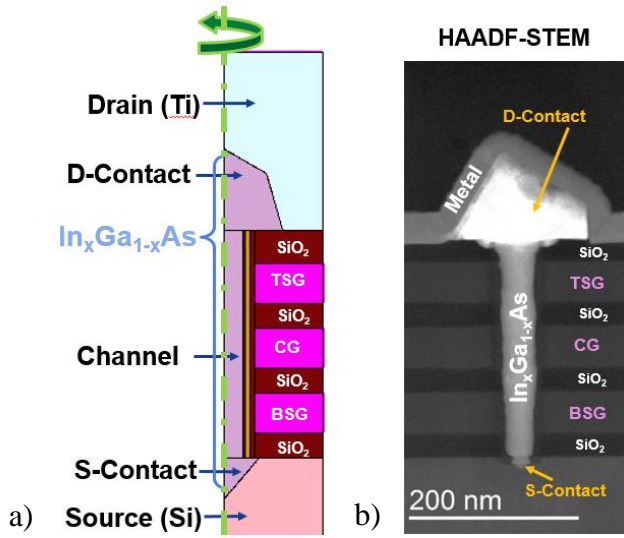 Drain (Ti)
D-Contact
InxGa1-xAs
Channel
S-Contact
Source (Si)
SiO2
TSG
SiO2
CG
SiO2
BSG
SiO2
a)
HAADF-STEM
D-Contact
Metal
InxGa1-xAs
SiO2
TSG
SiO2
CG
SiO2
BSG
SiO2
S-Contact
200 nm
b)